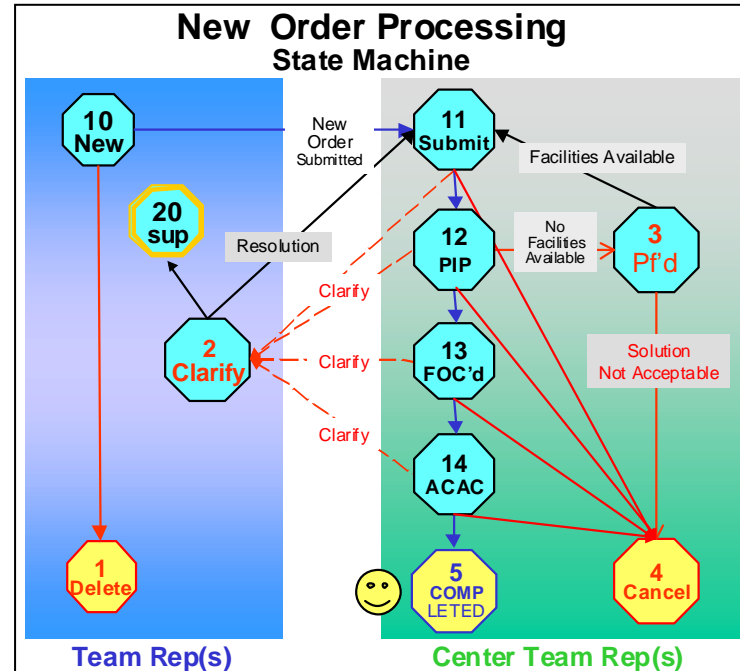 New Order Processing
State Machine
10
New
New
Order
Submitted
11
Submit
Facilities Available
20
sup
Resolution
12
PIP
No
Facilities
Available
3
Pf'd
Clarify
2
Clarify
Clarify
13
FOC'd
Solution
Not Acceptable
Clarify
14
ACAC
1
Delete
5
COMP
LETED
4
Cancel
Team Rep(s)
Center Team Rep(s)